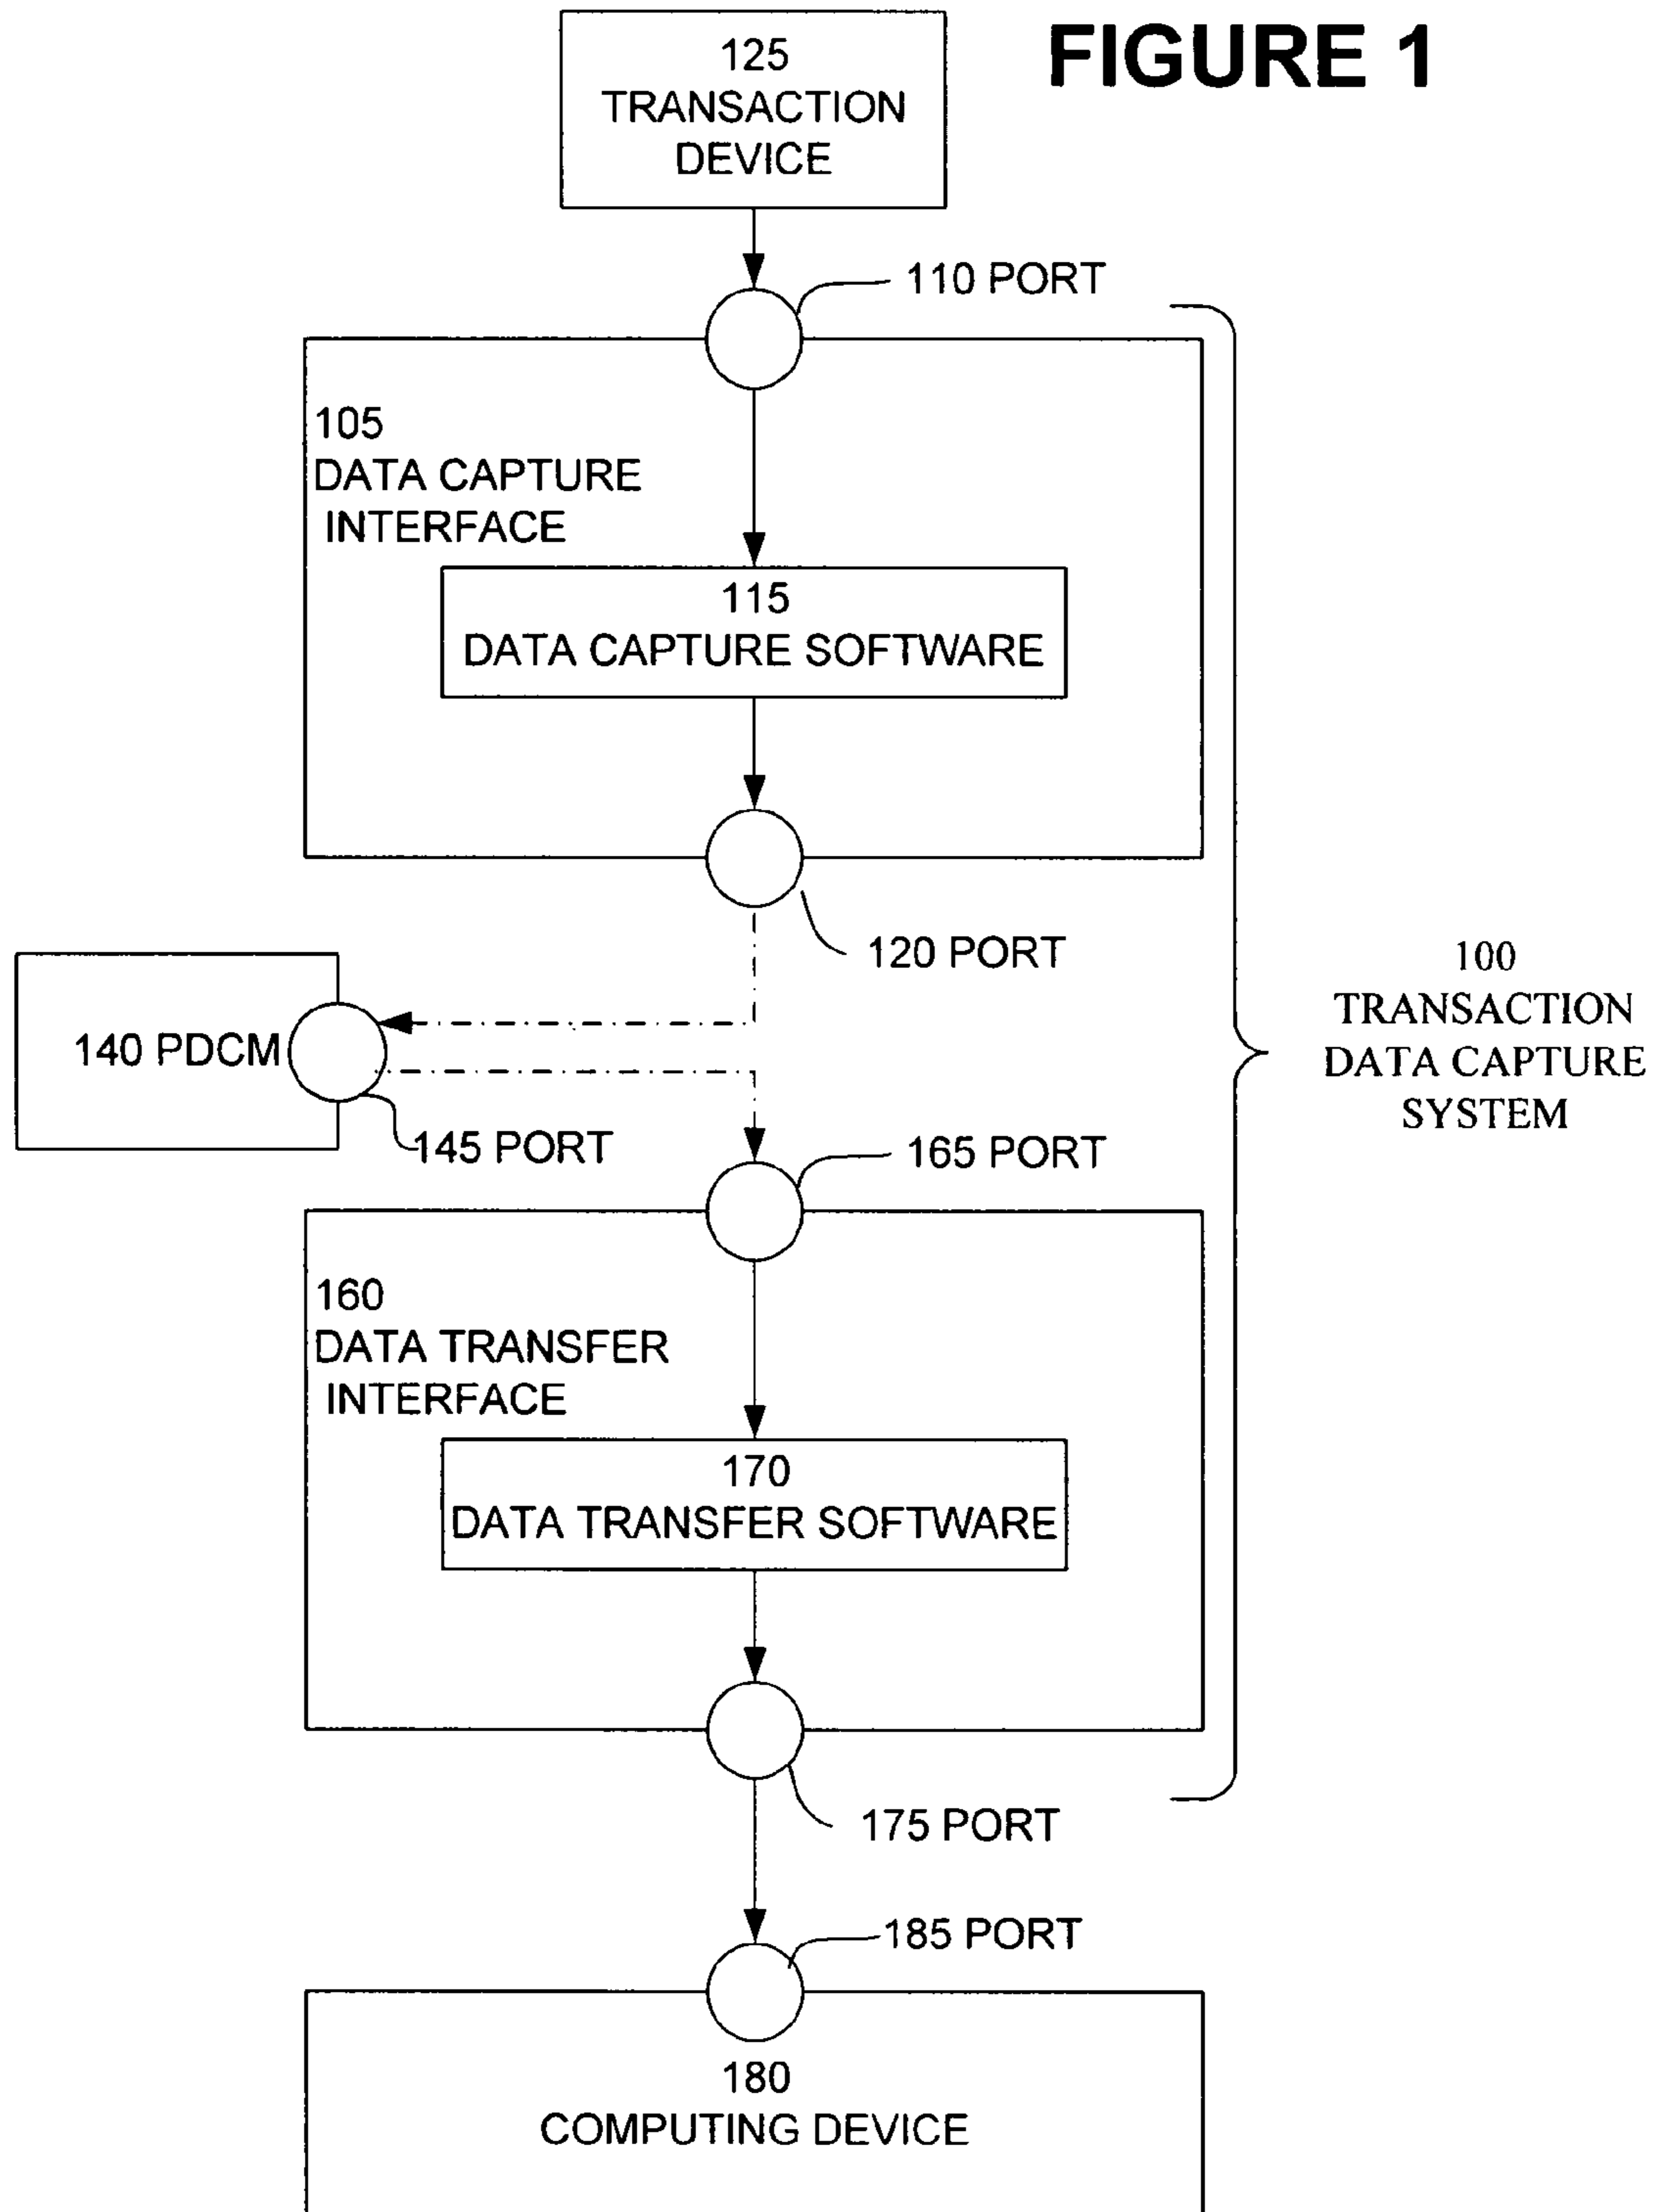 FIGURE 1
125
TRANSACTION
DEVICE
110 PORT
105
DATA CAPTURE
INTERFACE
115
DATA CAPTURE SOFTWARE
120 PORT
140 PDCM
145 PORT
100
TRANSACTION
DATA CAPTURE
SYSTEM
165 PORT
160
DATA TRANSFER
INTERFACE
170
DATA TRANSFER SOFTWARE
175 PORT
185 PORT
180
COMPUTING DEVICE